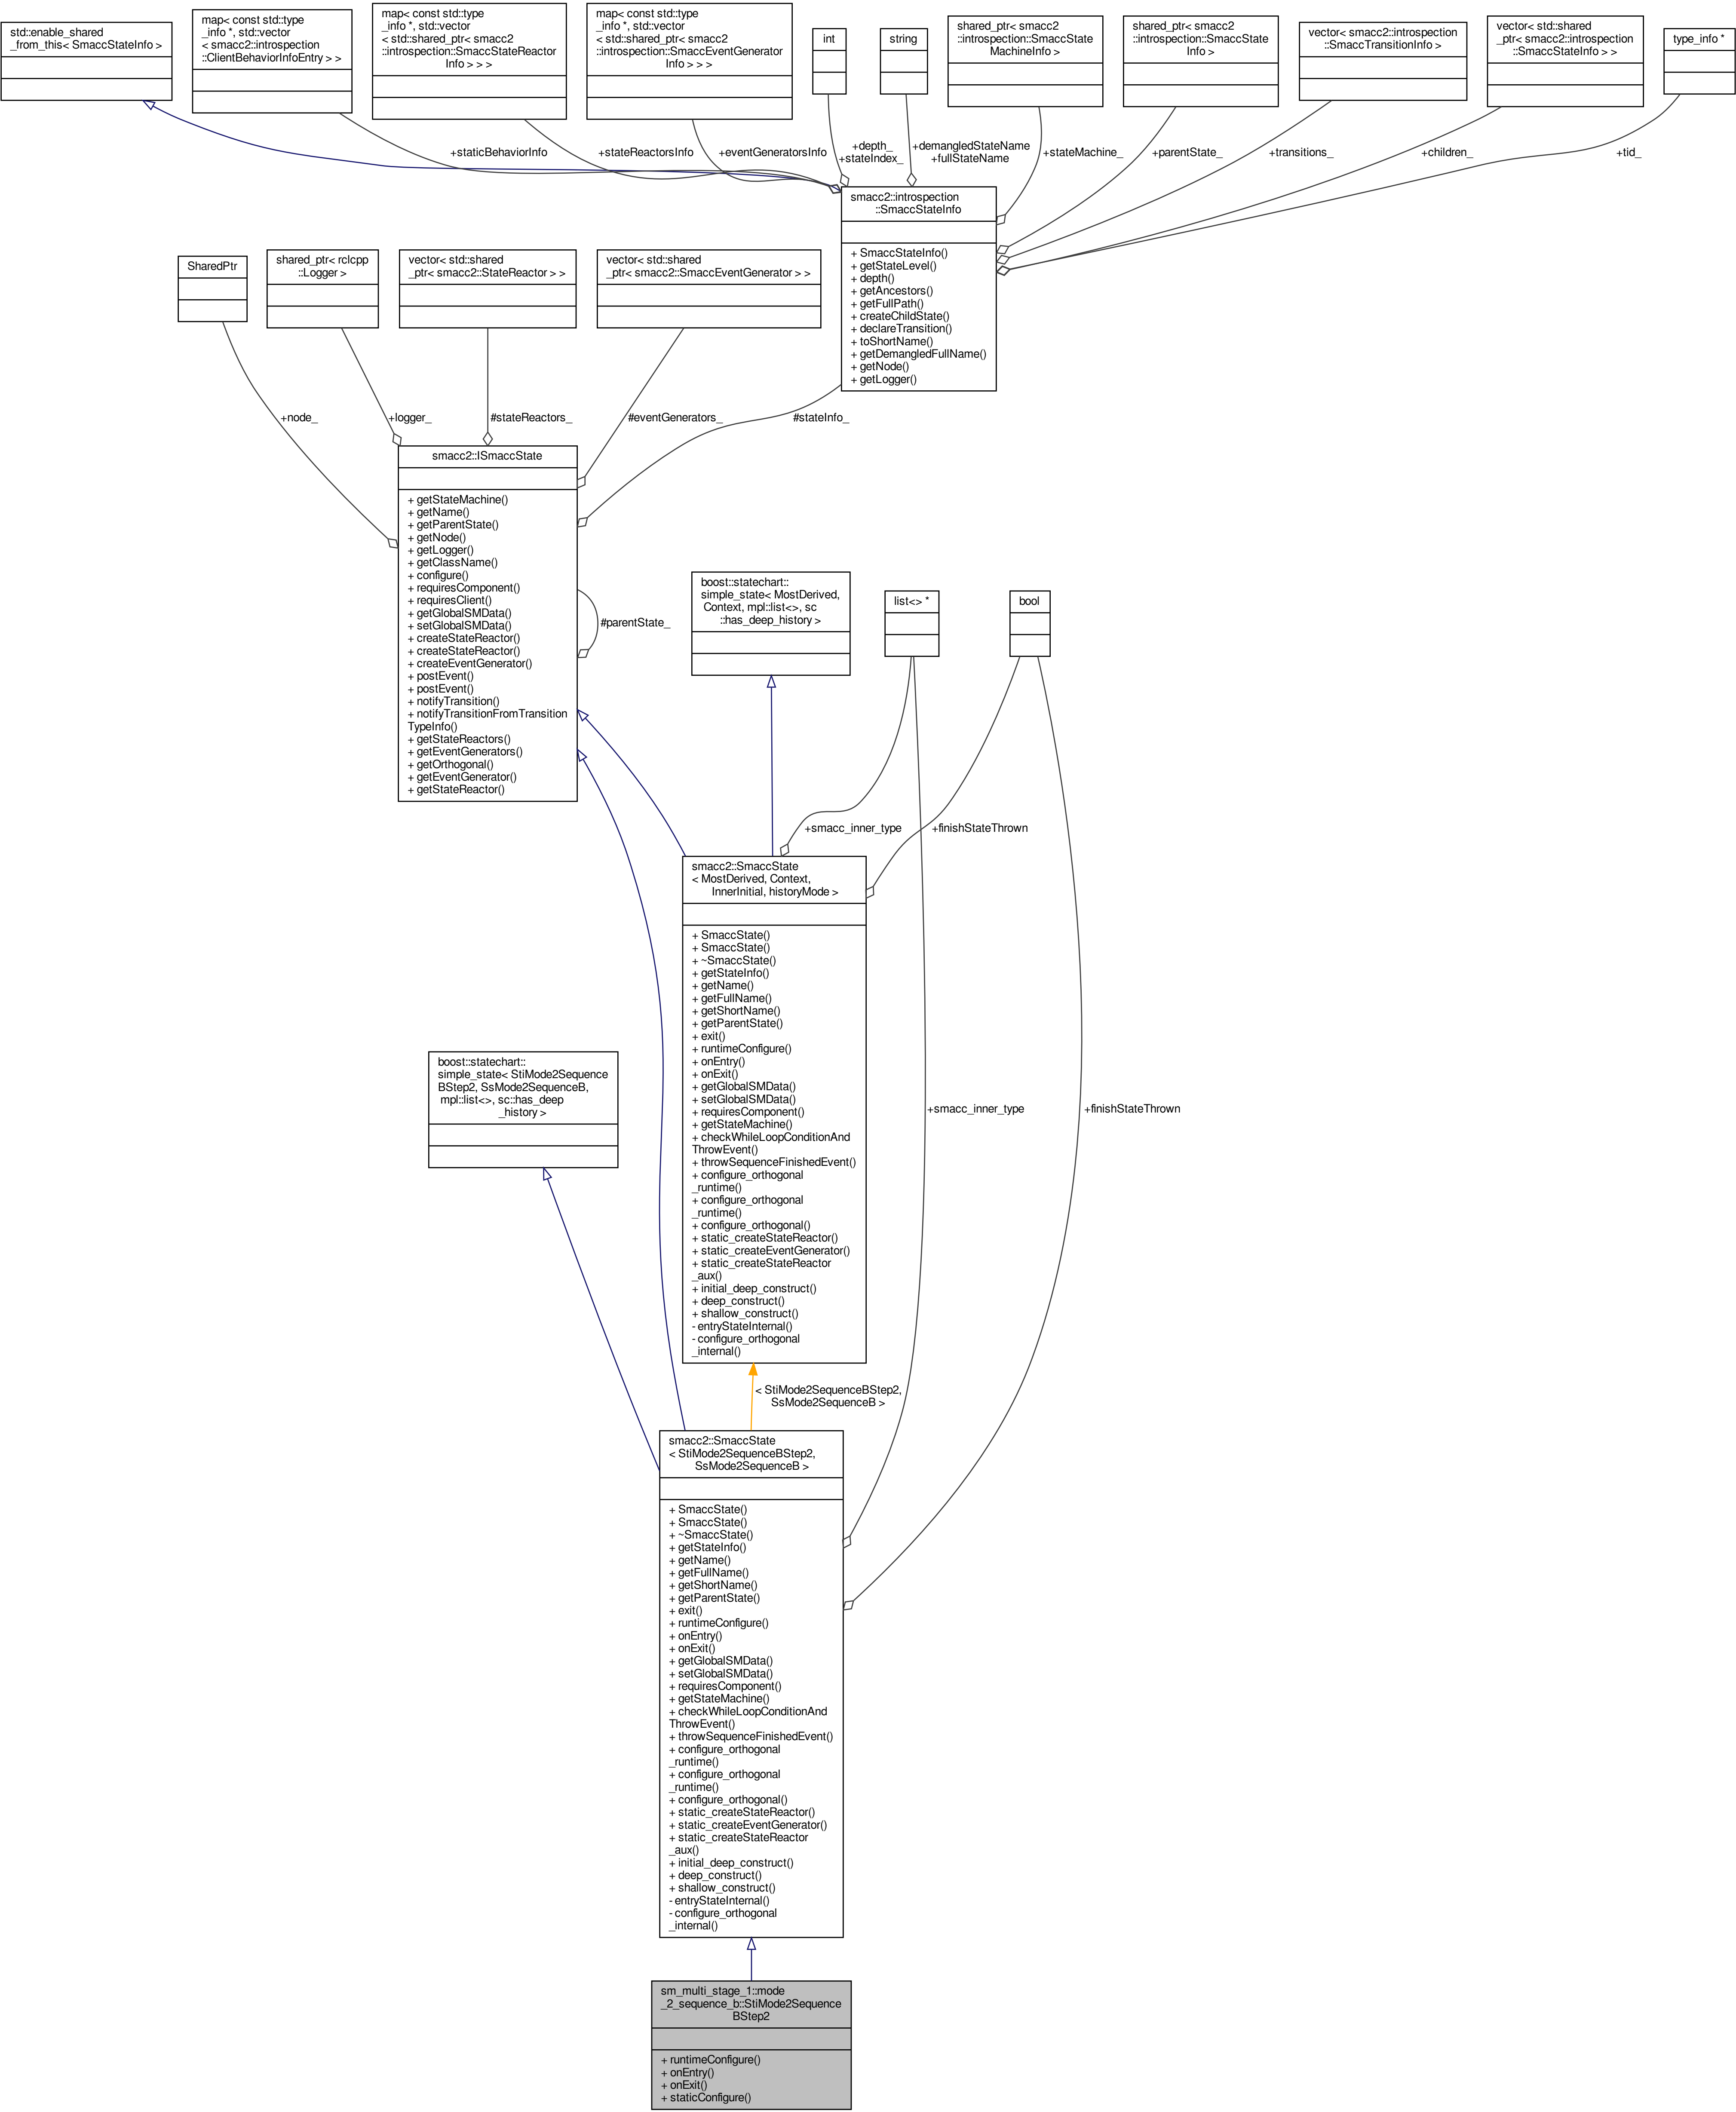 std::enable_shared
_from_this< SmaccStateInfo >
map< const std::type
_info *, std::vector
< smacc2::introspection
::ClientBehaviorInfoEntry > >
map< const std::type
_info *, std::vector
< std::shared_ptr< smacc2
::introspection::SmaccStateReactor
Info > > >
map< const std::type
_info *, std::vector
< std::shared_ptr< smacc2
::introspection::SmaccEventGenerator
Info > > >
int
string
shared_ptr< smacc2
::introspection::SmaccState
MachineInfo >
shared_ptr< smacc2
::introspection::SmaccState
Info >
vector< smacc2::introspection
::SmaccTransitionInfo >
vector< std::shared
_ptr< smacc2::introspection
::SmaccStateInfo > >
type_info *
+staticBehaviorInfo
+stateReactorsInfo
+eventGeneratorsInfo
+depth_
+stateIndex_
+demangledStateName
+fullStateName
+stateMachine_
+parentState_
+transitions_
+children_
+tid_
smacc2::introspection
::SmaccStateInfo
+ SmaccStateInfo()
+ getStateLevel()
+ depth()
+ getAncestors()
+ getFullPath()
+ createChildState()
+ declareTransition()
+ toShortName()
+ getDemangledFullName()
+ getNode()
+ getLogger()
SharedPtr
shared_ptr< rclcpp
::Logger >
vector< std::shared
_ptr< smacc2::StateReactor > >
vector< std::shared
_ptr< smacc2::SmaccEventGenerator > >
+node_
+logger_
#stateReactors_
#eventGenerators_
#stateInfo_
smacc2::ISmaccState
+ getStateMachine()
+ getName()
+ getParentState()
+ getNode()
+ getLogger()
+ getClassName()
+ configure()
+ requiresComponent()
+ requiresClient()
+ getGlobalSMData()
+ setGlobalSMData()
+ createStateReactor()
+ createStateReactor()
+ createEventGenerator()
+ postEvent()
+ postEvent()
+ notifyTransition()
+ notifyTransitionFromTransition
TypeInfo()
+ getStateReactors()
+ getEventGenerators()
+ getOrthogonal()
+ getEventGenerator()
+ getStateReactor()
#parentState_
boost::statechart::
simple_state< MostDerived,
Context, mpl::list<>, sc
::has_deep_history >
list<> *
bool
+smacc_inner_type
+finishStateThrown
smacc2::SmaccState
< MostDerived, Context,
InnerInitial, historyMode >
+ SmaccState()
+ SmaccState()
+ ~SmaccState()
+ getStateInfo()
+ getName()
+ getFullName()
+ getShortName()
+ getParentState()
+ exit()
+ runtimeConfigure()
+ onEntry()
+ onExit()
+ getGlobalSMData()
+ setGlobalSMData()
+ requiresComponent()
+ getStateMachine()
+ checkWhileLoopConditionAnd
ThrowEvent()
+ throwSequenceFinishedEvent()
+ configure_orthogonal
_runtime()
+ configure_orthogonal
_runtime()
+ configure_orthogonal()
+ static_createStateReactor()
+ static_createEventGenerator()
+ static_createStateReactor
_aux()
+ initial_deep_construct()
+ deep_construct()
+ shallow_construct()
- entryStateInternal()
- configure_orthogonal
_internal()
boost::statechart::
simple_state< StiMode2Sequence
BStep2, SsMode2SequenceB,
mpl::list<>, sc::has_deep
_history >
+smacc_inner_type
+finishStateThrown
< StiMode2SequenceBStep2,
SsMode2SequenceB >
smacc2::SmaccState
< StiMode2SequenceBStep2,
SsMode2SequenceB >
+ SmaccState()
+ SmaccState()
+ ~SmaccState()
+ getStateInfo()
+ getName()
+ getFullName()
+ getShortName()
+ getParentState()
+ exit()
+ runtimeConfigure()
+ onEntry()
+ onExit()
+ getGlobalSMData()
+ setGlobalSMData()
+ requiresComponent()
+ getStateMachine()
+ checkWhileLoopConditionAnd
ThrowEvent()
+ throwSequenceFinishedEvent()
+ configure_orthogonal
_runtime()
+ configure_orthogonal
_runtime()
+ configure_orthogonal()
+ static_createStateReactor()
+ static_createEventGenerator()
+ static_createStateReactor
_aux()
+ initial_deep_construct()
+ deep_construct()
+ shallow_construct()
- entryStateInternal()
- configure_orthogonal
_internal()
sm_multi_stage_1::mode
_2_sequence_b::StiMode2Sequence
BStep2
+ runtimeConfigure()
+ onEntry()
+ onExit()
+ staticConfigure()